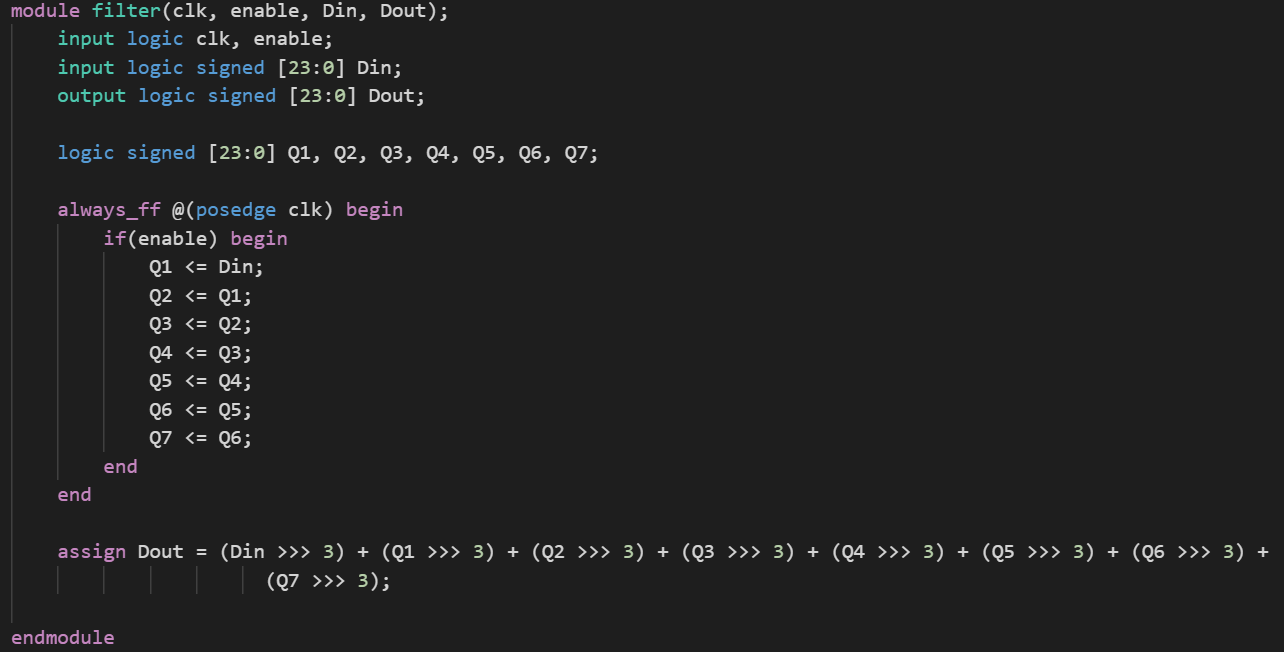 module filter(clk, enable, Din, Dout);
    input logic clk, enable;
    input logic signed [23:0] Din;
    output logic signed [23:0] Dout;

    logic signed [23:0] Q1, Q2, Q3, Q4, Q5, Q6, Q7;

    always_ff @(posedge clk) begin
        if(enable) begin
            Q1 <= Din;
            Q2 <= Q1;
            Q3 <= Q2;
            Q4 <= Q3;
            Q5 <= Q4;
            Q6 <= Q5;
            Q7 <= Q6;
        end
    end

    assign Dout = (Din >>> 3) + (Q1 >>> 3) + (Q2 >>> 3) + (Q3 >>> 3) + (Q4 >>> 3) + (Q5 >>> 3) + (Q6 >>> 3) +
                      (Q7 >>> 3);

endmodule